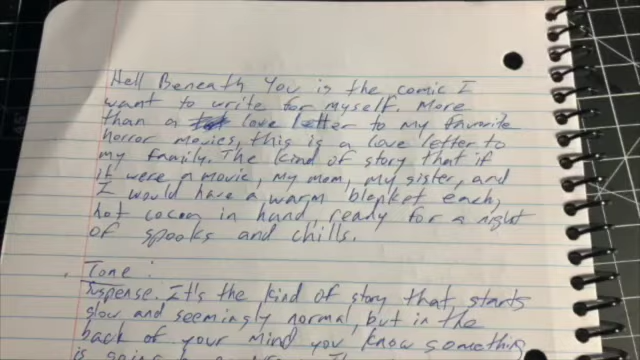 Hell Beneath You is the comic I
want to write for myself. More
than a love letter to my favorite
horror movies, this is a love letter to
my family. The kind of story that if
it were a movie, my mom, my sister, and
I would have a warm blanket each,
hot cocoa in hand, ready for a night
of spooks and chills.
Tone:
Suspense. It's the kind of story that starts
slow and seemingly normal, but in the
back of your mind you know something
is going to